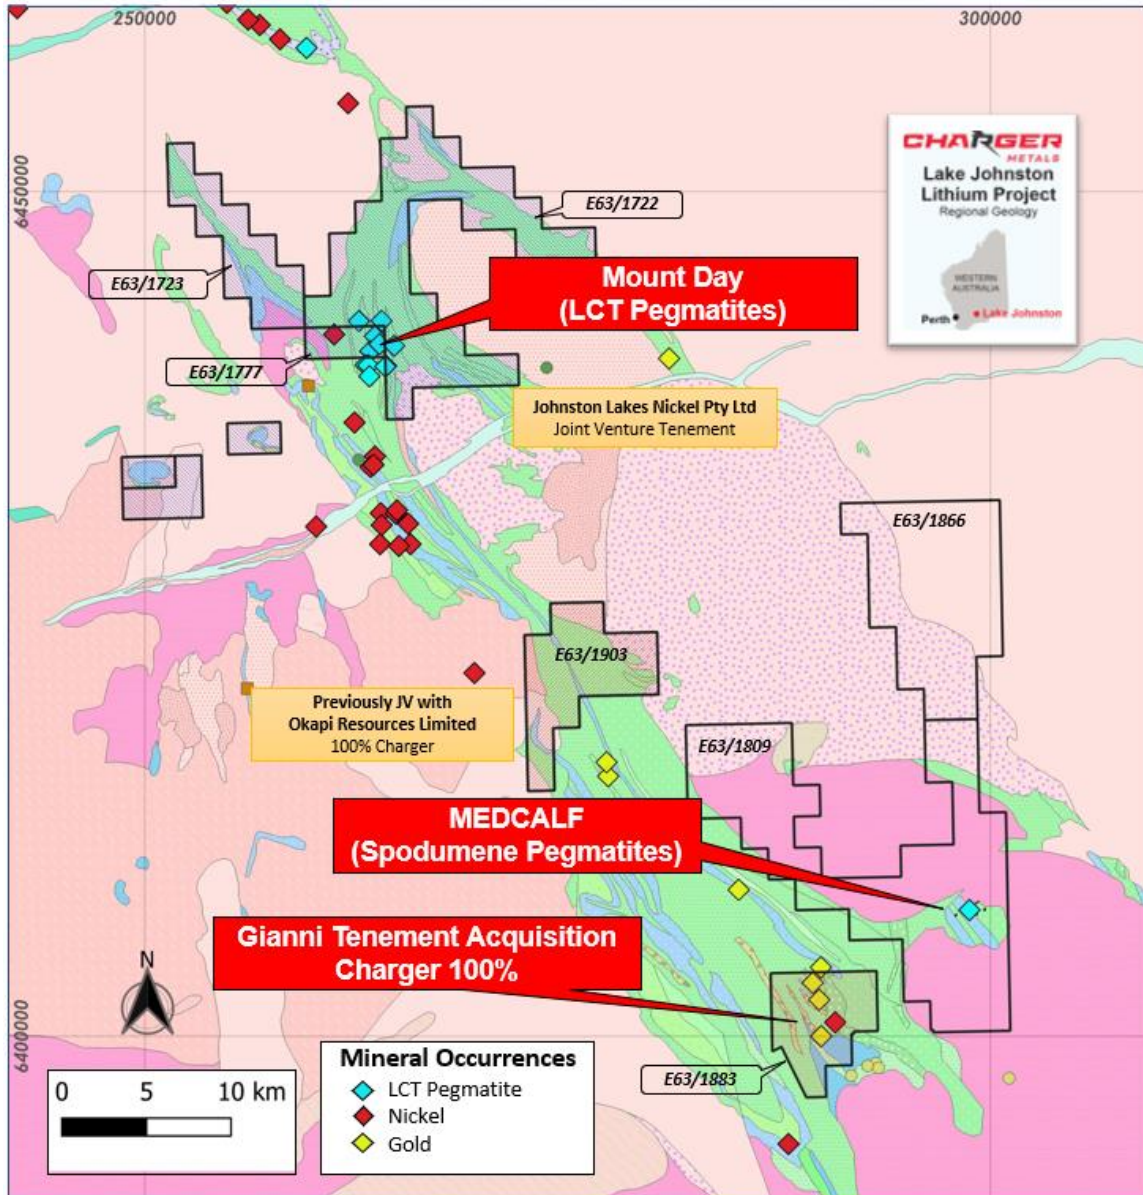 250000
300000
6450000
6400000
CHARGER
METALS
Lake Johnston
Lithium Project
Regional Geology
WESTERN
AUSTRALIA
Perth
Lake Johnston
E63/1722
E63/1723
Mount Day
(LCT Pegmatites)
E63/1777
Johnston Lakes Nickel Pty Ltd
Joint Venture Tenement
E63/1866
E63/1903
Previously JV with
Okapi Resources Limited
100% Charger
E63/1809
MEDCALF
(Spodumene Pegmatites)
Gianni Tenement Acquisition
Charger 100%
N
E63/1883
0 5 10 km
Mineral Occurrences
LCT Pegmatite
Nickel
Gold